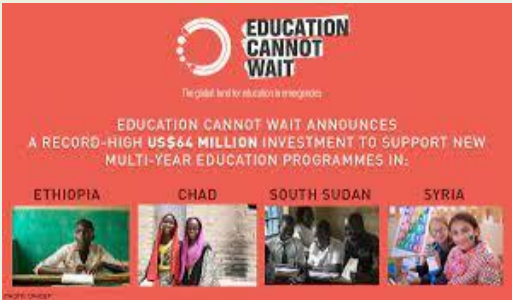 EDUCATION
CANNOT
WAIT
The global fund for education in emergencies
EDUCATION CANNOT WAIT ANNOUNCES
A RECORD-HIGH US$64 MILLION INVESTMENT TO SUPPORT NEW
MULTI-YEAR EDUCATION PROGRAMMES IN:
ETHIOPIA CHAD SOUTH SUDAN SYRIA